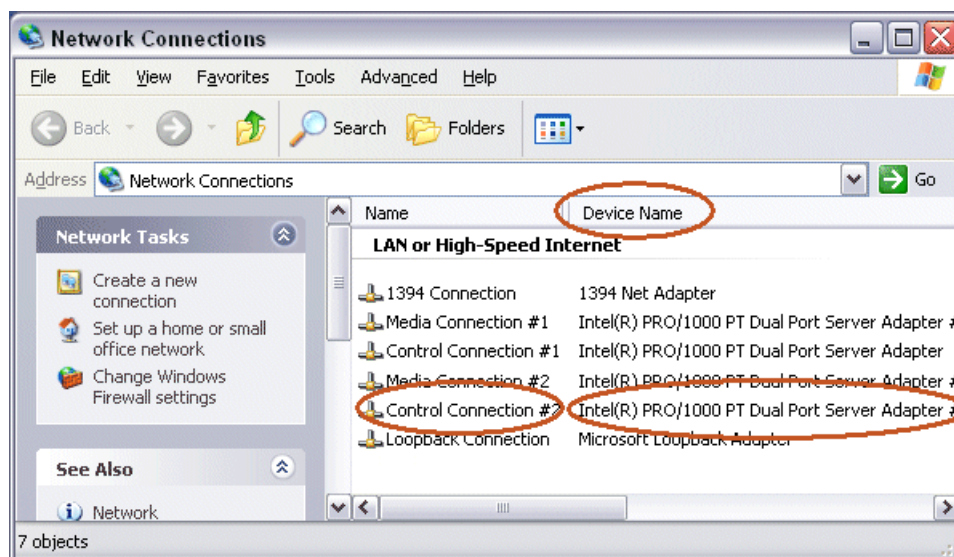 Network Connections
File Edit View Favorites Tools Advanced Help
Back Search Folders
Address Network Connections Go
Network Tasks
Create a new
connection
Set up a home or small
office network
Change Windows
Firewall settings
See Also
Network
Name Device Name
LAN or High-Speed Internet
1394 Connection 1394 Net Adapter
Media Connection #1 Intel(R) PRO/1000 PT Dual Port Server Adapter #
Control Connection #1 Intel(R) PRO/1000 PT Dual Port Server Adapter
Media Connection #2 Intel(R) PRO/1000 PT Dual Port Server Adapter #
Control Connection #2 Intel(R) PRO/1000 PT Dual Port Server Adapter #
Loopback Connection Microsoft Loopback Adapter
7 objects